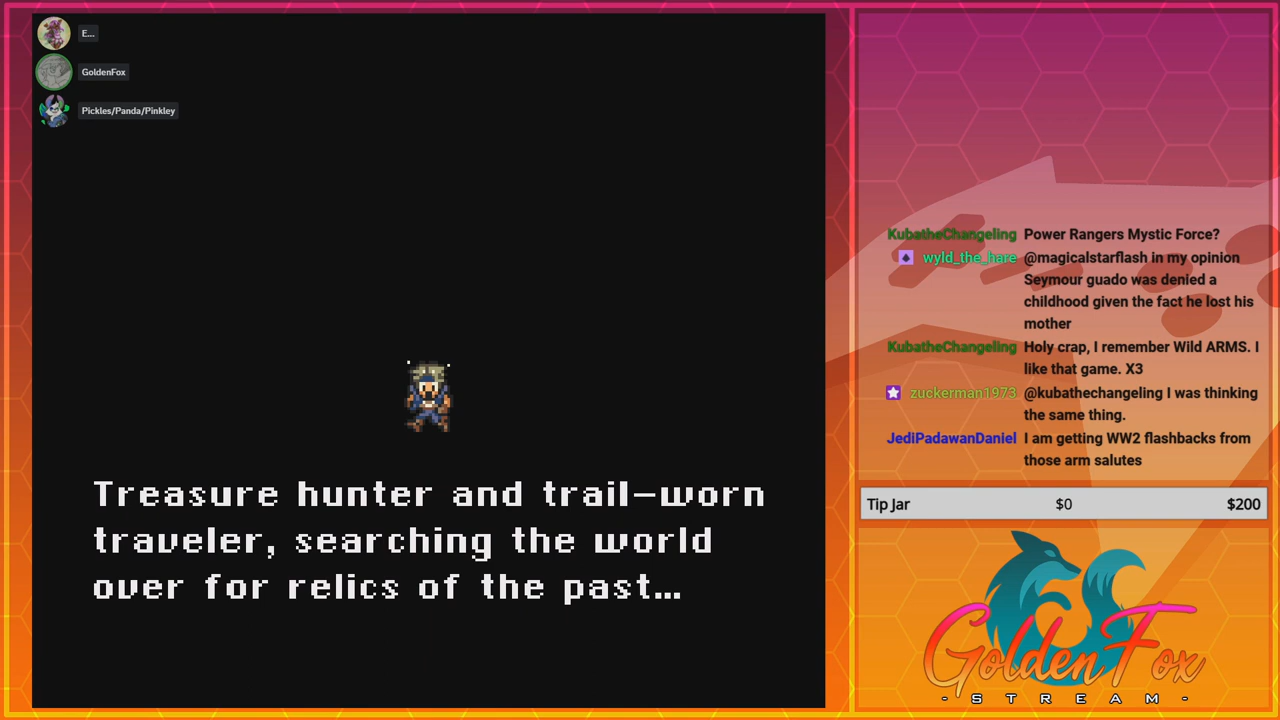 E...
GoldenFox
Pickles/Panda/Pinkley
Treasure hunter and trail-worn
traveler, searching the world
over for relics of the past...
KubatheChangeling Power Rangers Mystic Force?
wyld_the_hare @magicalstarflash in my opinion
Seymour guado was denied a
childhood given the fact he lost his
mother
KubatheChangeling Holy crap, I remember Wild ARMS. I
like that game. X3
zuckerman1973 @kubathechangeling I was thinking
the same thing.
JediPadawanDaniel I am getting WW2 flashbacks from
those arm salutes
Tip Jar $0 $200
GoldenFox
- STREAM -